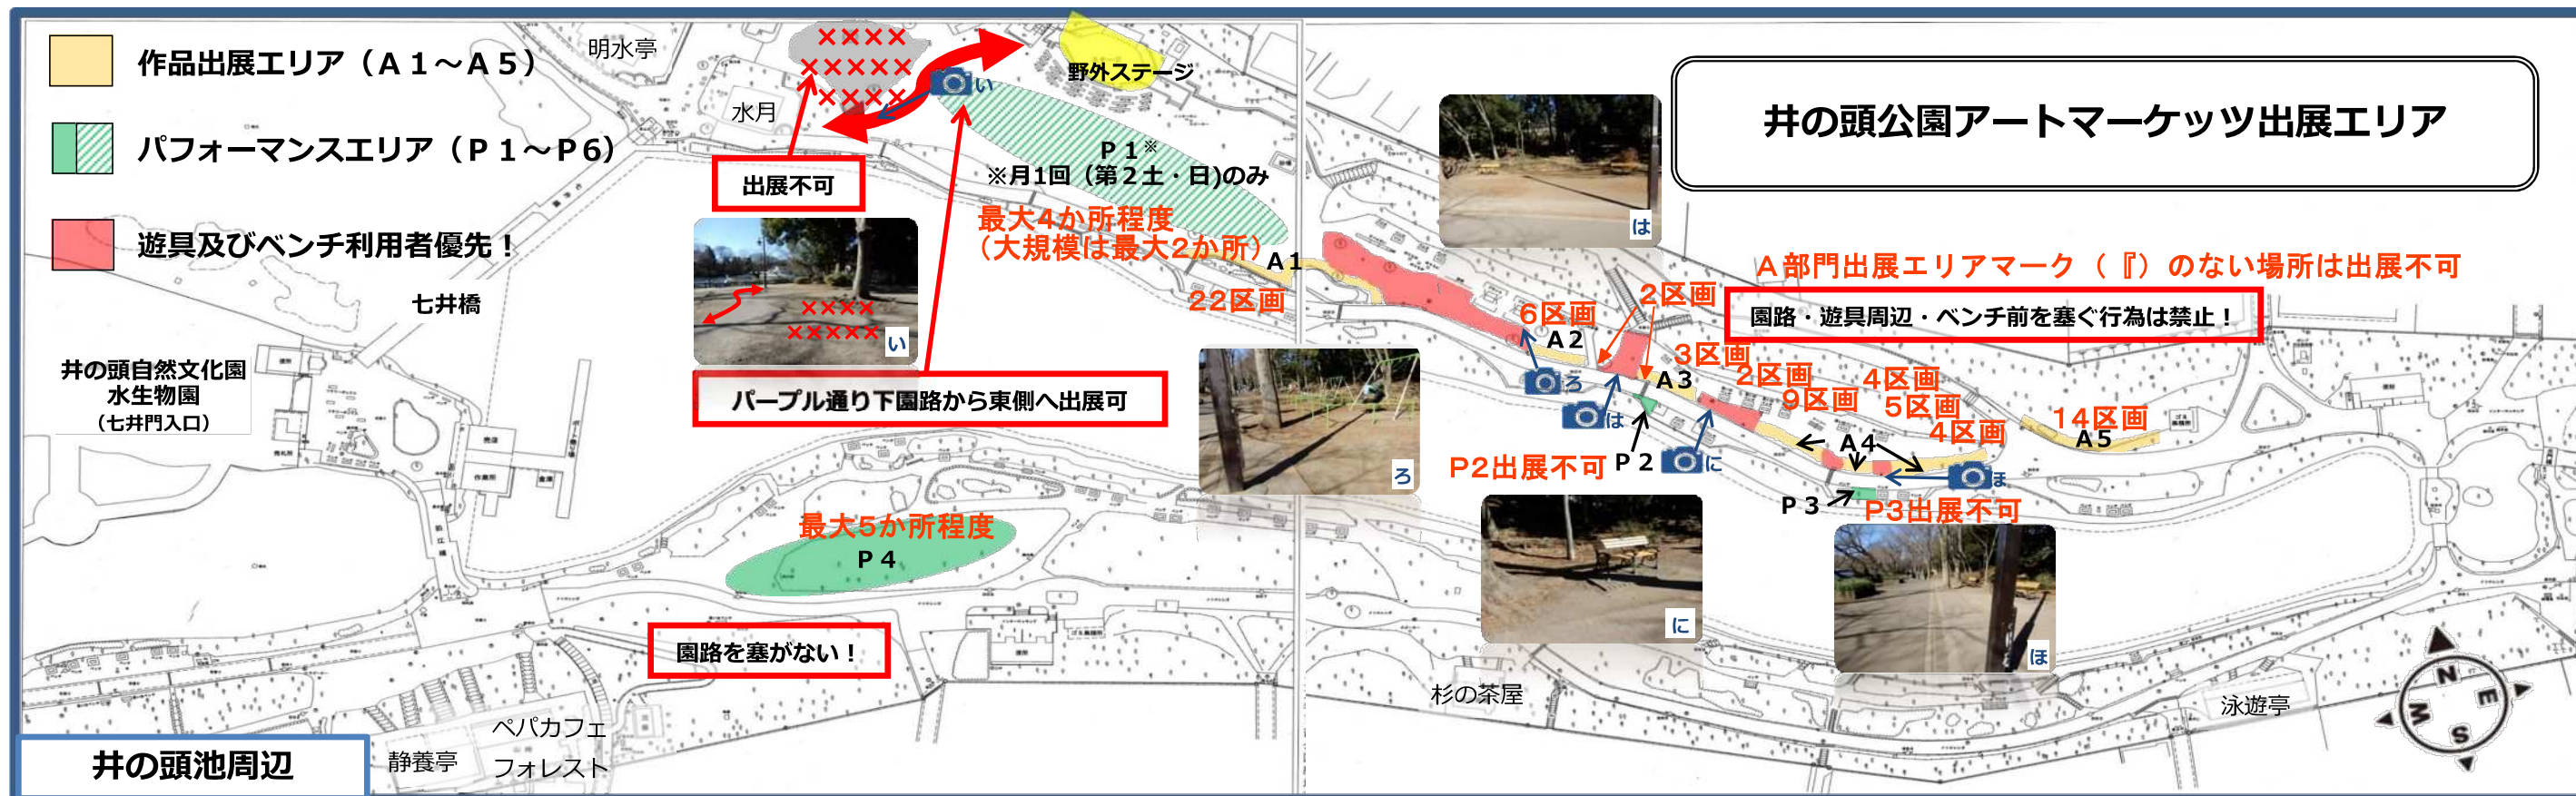 井の頭公園アートマーケッツ出展エリア
作品出展エリア（Ａ１～Ａ５）
パフォーマンスエリア（Ｐ１～Ｐ６）
遊具及びベンチ利用者優先！
明水亭
水月
××××
×××××
××××
い
野外ステージ
出展不可
Ｐ１※
※月1回（第２土・日)のみ
最大4か所程度
（大規模は最大2か所）
Ａ１
22区画
七井橋
××××
×××××
い
パープル通り下園路から東側へ出展可
井の頭自然文化園
水生物園
（七井門入口）
は
Ａ部門出展エリアマーク（『）のない場所は出展不可
園路・遊具周辺・ベンチ前を塞ぐ行為は禁止！
2区画
6区画
Ａ２
3区画
Ａ３
2区画
9区画
4区画
5区画
4区画
14区画
Ａ５
Ａ４
ろ
は
に
ほ
ろ
P2出展不可
Ｐ２
Ｐ３
P3出展不可
に
ほ
最大5か所程度
Ｐ４
園路を塞がない！
杉の茶屋
泳遊亭
ペパカフェ
フォレスト
静養亭
井の頭池周辺
N
E
S
W